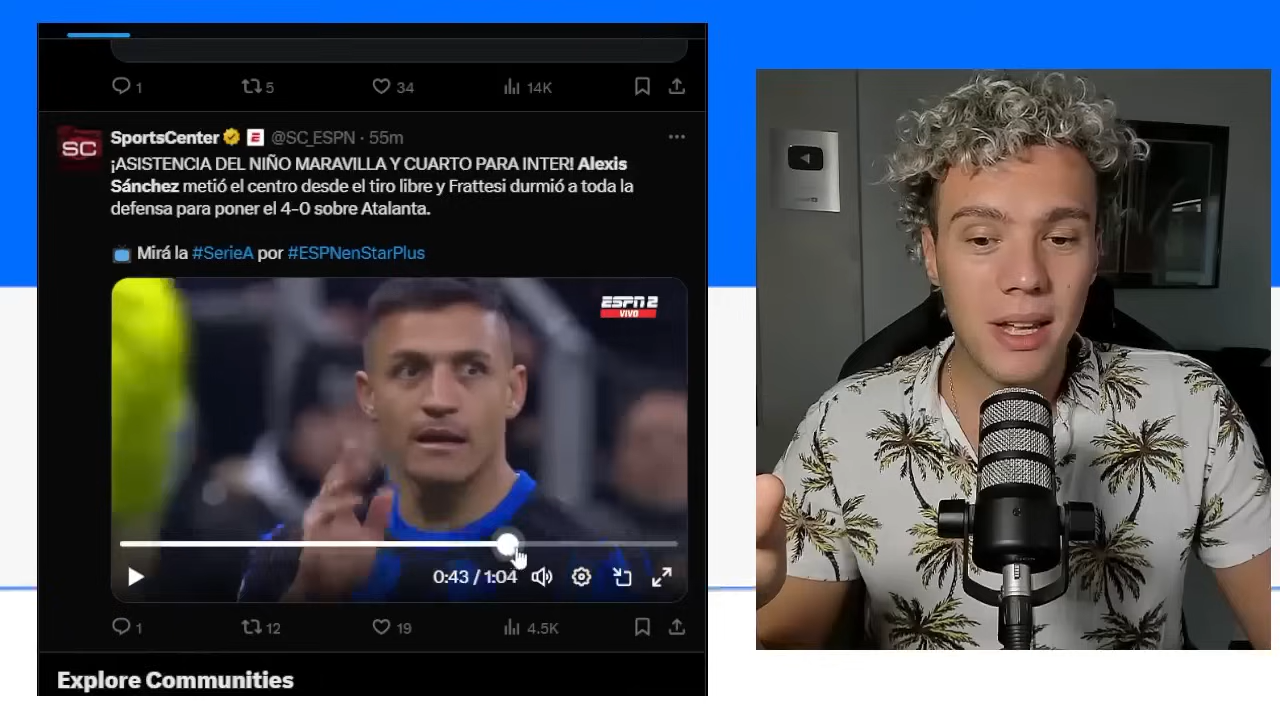 1 5 34 14K
SC
SportsCenter @SC_ESPN · 55m
¡ASISTENCIA DEL NIÑO MARAVILLA Y CUARTO PARA INTER! Alexis
Sánchez metió el centro desde el tiro libre y Frattesi durmió a toda la
defensa para poner el 4-0 sobre Atalanta.
Mirá la #SerieA por #ESPNenStarPlus
ESPN 2
VIVO
0:43 / 1:04
1 12 19 4.5K
Explore Communities